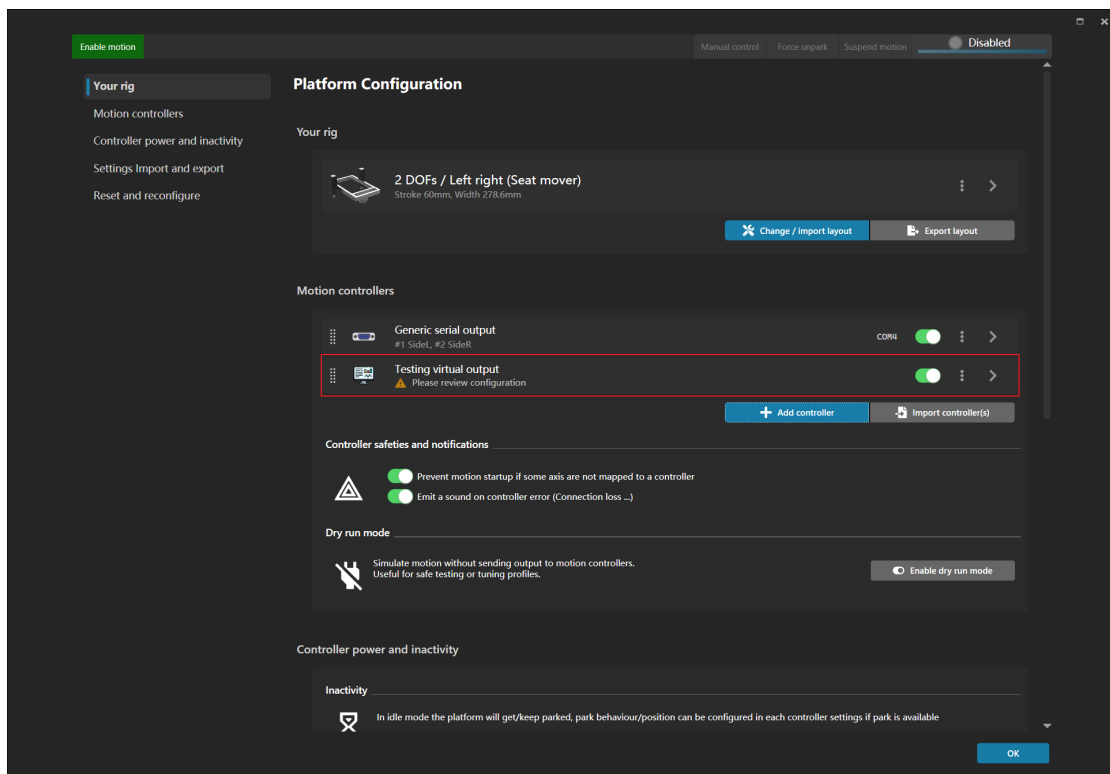 Enable motion
Manual control
Force unpark
Suspend motion
Disabled
Your rig
Motion controllers
Controller power and inactivity
Settings Import and export
Reset and reconfigure
Platform Configuration
Your rig
2 DOFs / Left right (Seat mover)
Stroke 60mm, Width 278.6mm
Change / import layout
Export layout
Motion controllers
Generic serial output
#1 SideL, #2 SideR
COM4
Testing virtual output
Please review configuration
Add controller
Import controller(s)
Controller safeties and notifications
Prevent motion startup if some axis are not mapped to a controller
Emit a sound on controller error (Connection loss ...)
Dry run mode
Simulate motion without sending output to motion controllers.
Useful for safe testing or tuning profiles.
Enable dry run mode
Controller power and inactivity
Inactivity
In idle mode the platform will get/keep parked, park behaviour/position can be configured in each controller settings if park is available
OK